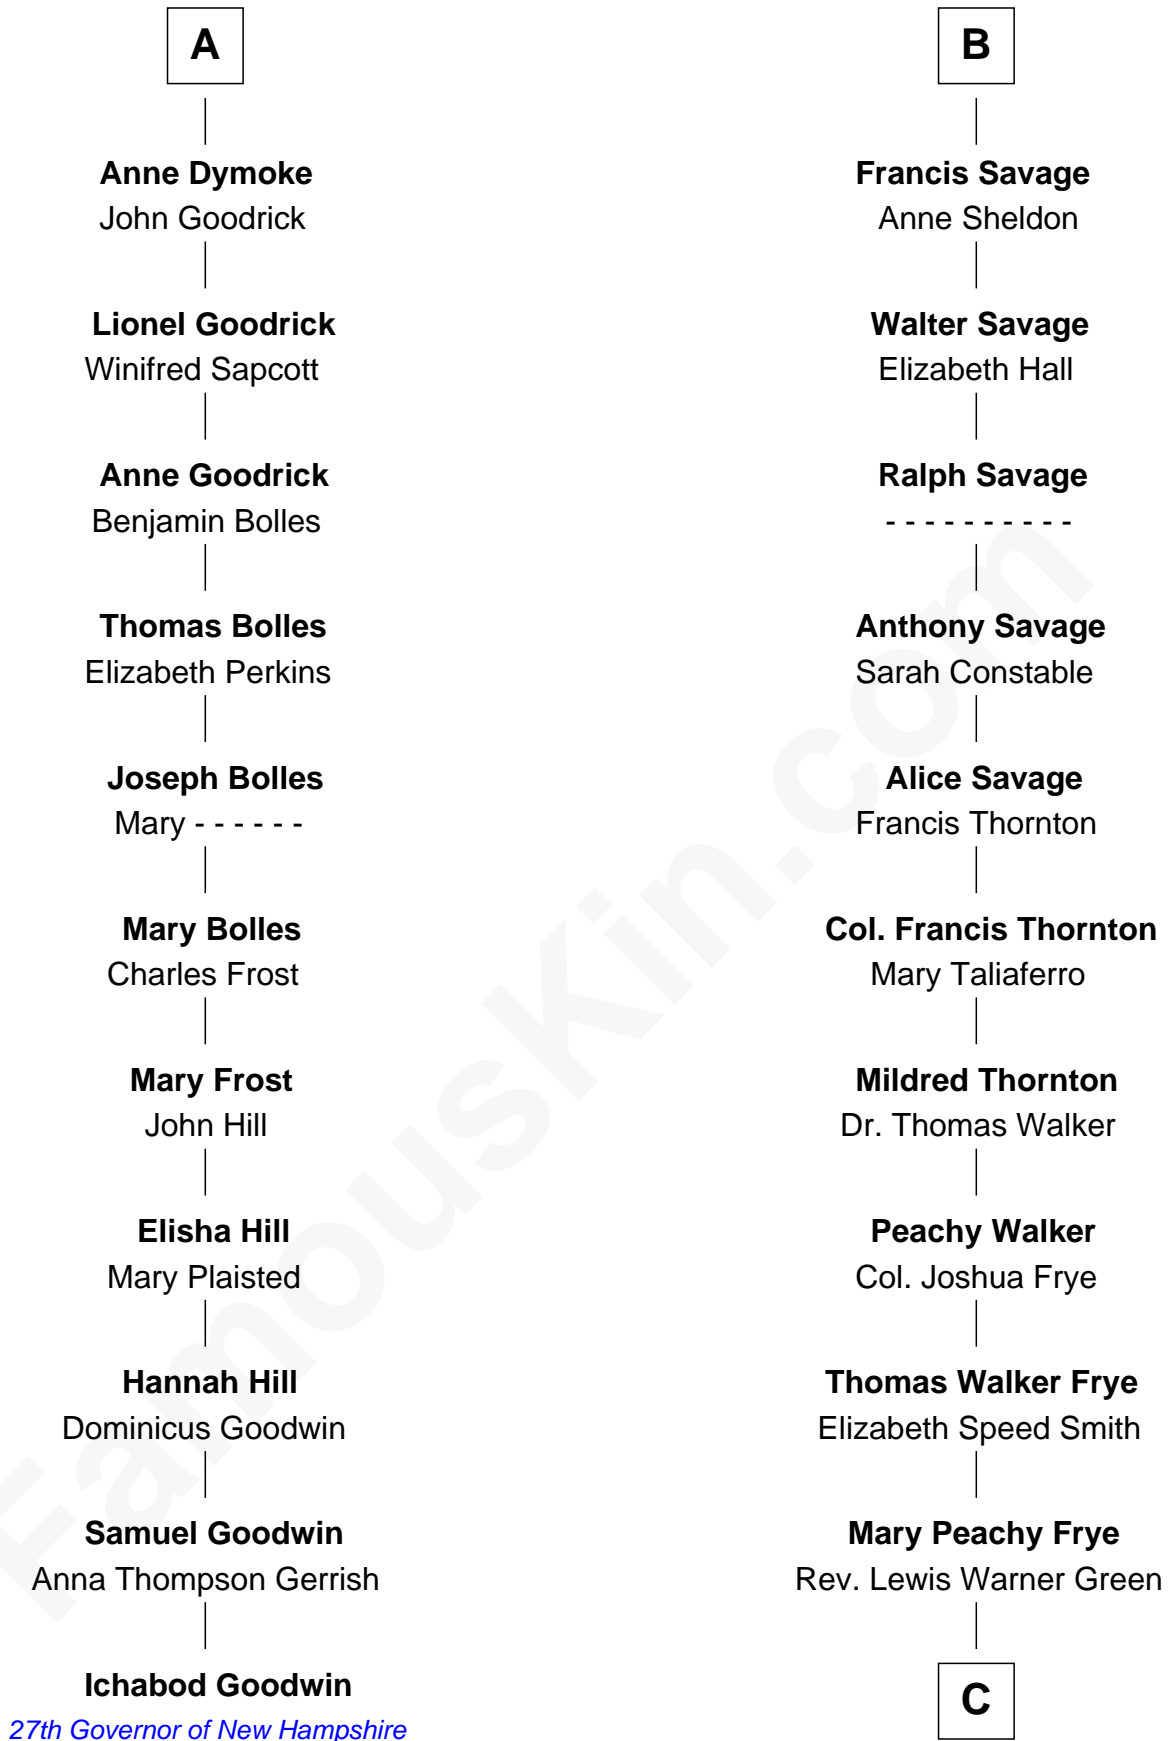 A
Anne Dymoke
John Goodrick
Lionel Goodrick
Winifred Sapcott
Anne Goodrick
Benjamin Bolles
Thomas Bolles
Elizabeth Perkins
Joseph Bolles
Mary - - - - - -
Mary Bolles
Charles Frost
Mary Frost
John Hill
Elisha Hill
Mary Plaisted
Hannah Hill
Dominicus Goodwin
Samuel Goodwin
Anna Thompson Gerrish
Ichabod Goodwin
27th Governor of New Hampshire
B
Francis Savage
Anne Sheldon
Walter Savage
Elizabeth Hall
Ralph Savage
- - - - - - - - - -
Anthony Savage
Sarah Constable
Alice Savage
Francis Thornton
Col. Francis Thornton
Mary Taliaferro
Mildred Thornton
Dr. Thomas Walker
Peachy Walker
Col. Joshua Frye
Thomas Walker Frye
Elizabeth Speed Smith
Mary Peachy Frye
Rev. Lewis Warner Green
C
FamousKin.com